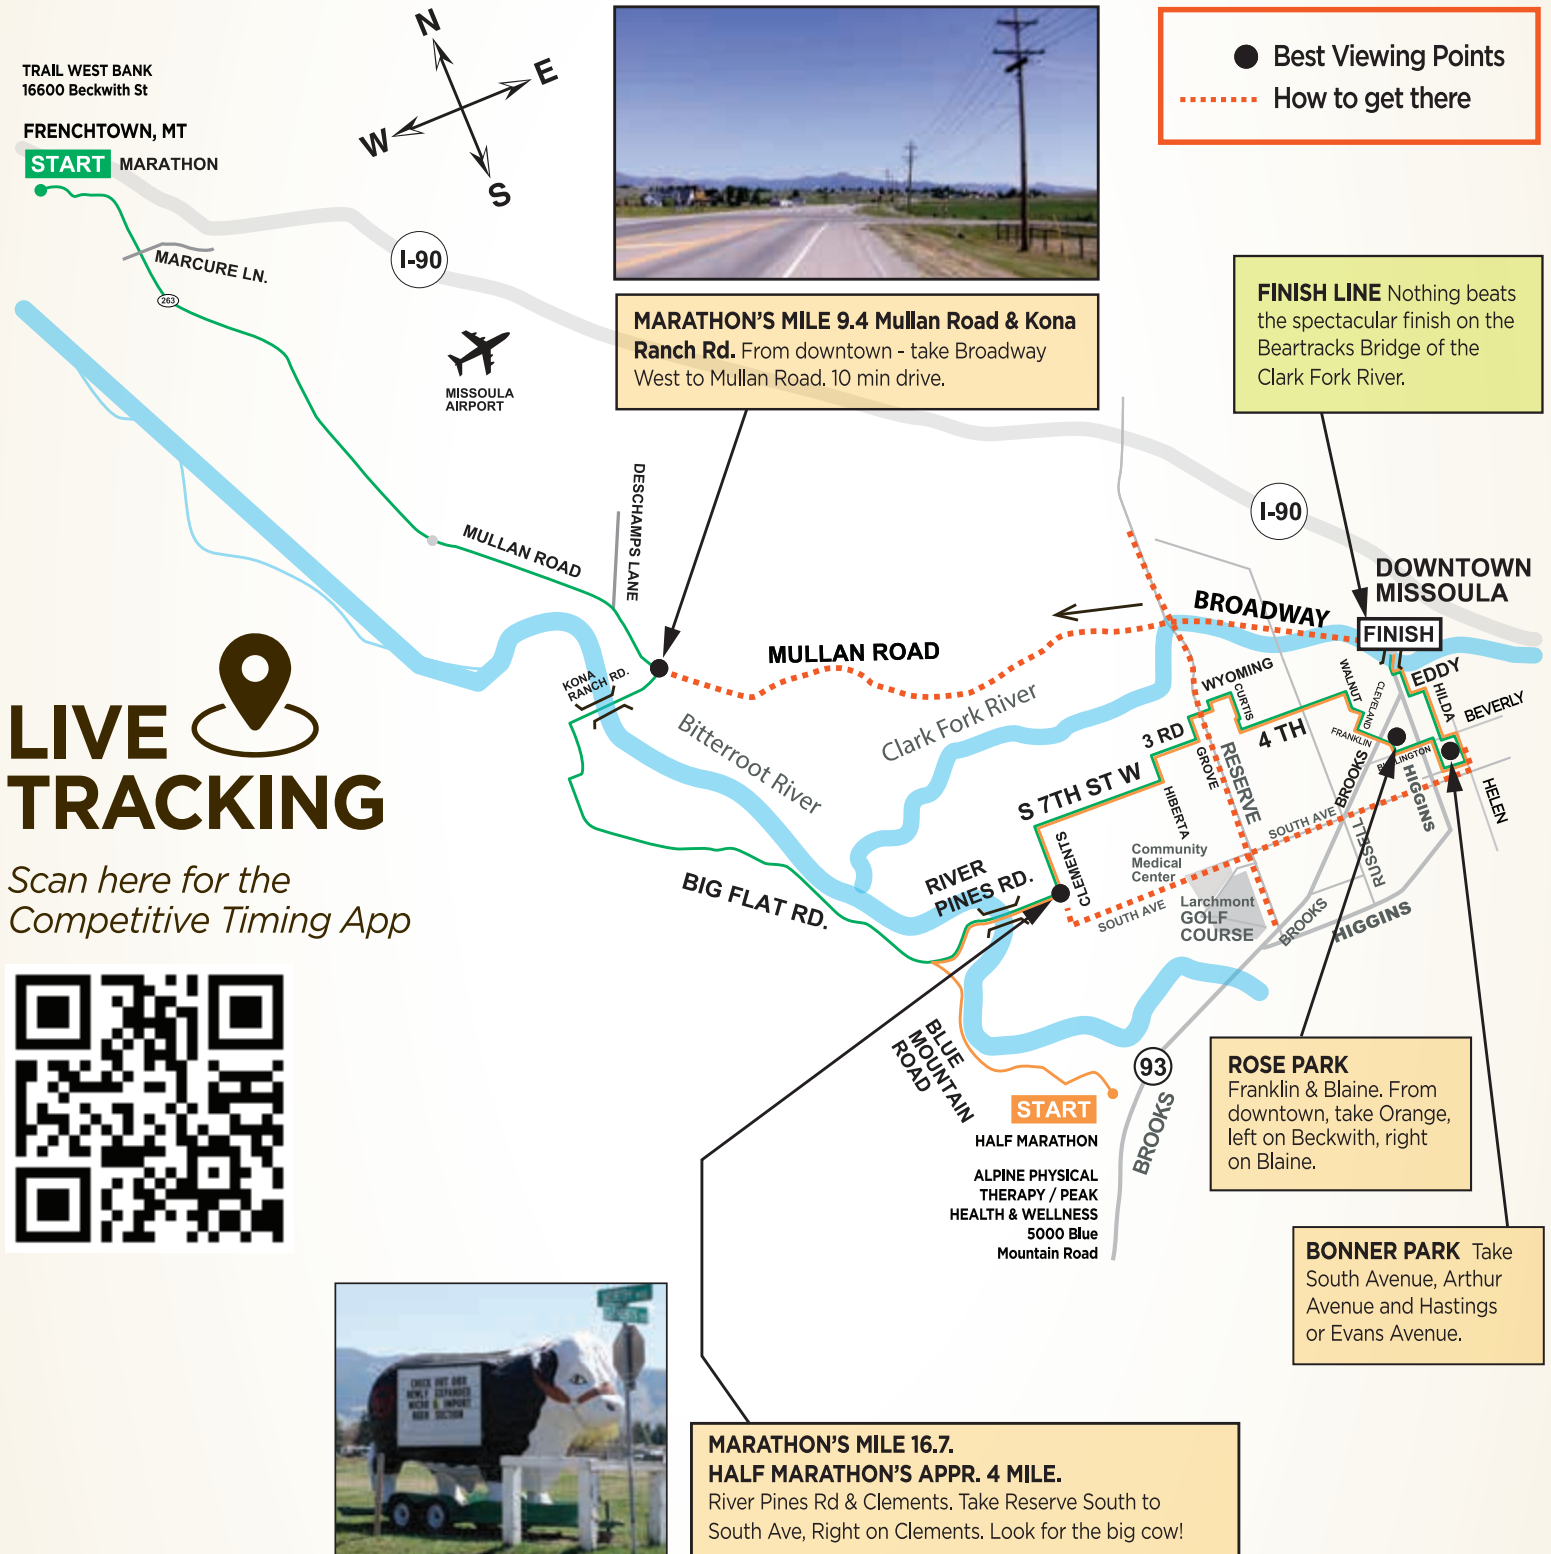 TRAIL WEST BANK
16600 Beckwith St
FRENCHTOWN, MT
START MARATHON
N
E
W
S
Best Viewing Points
How to get there
I-90
MARCURE LN.
263
MISSOULA
AIRPORT
MARATHON'S MILE 9.4 Mullan Road & Kona
Ranch Rd. From downtown - take Broadway
West to Mullan Road. 10 min drive.
FINISH LINE Nothing beats
the spectacular finish on the
Beartracks Bridge of the
Clark Fork River.
I-90
DOWNTOWN
MISSOULA
FINISH
MULLAN ROAD
DESCHAMPS LANE
KONA
RANCH RD.
MULLAN ROAD
BROADWAY
Bitterroot River
Clark Fork River
WYOMING
CURTIS
WALNUT
CLEVELAND
EDDY
HILDA
BEVERLY
3 RD
4 TH
FRANKLIN
GROVE
RESERVE
BROOKS
HIGGINS
HELEN
S 7TH ST W
HIBERTA
SOUTH AVE
RUSSELL
CLEMENTS
Community
Medical
Center
RIVER
PINES RD.
BIG FLAT RD.
SOUTH AVE
Larchmont
GOLF
COURSE
BROOKS
HIGGINS
LIVE
TRACKING
Scan here for the
Competitive Timing App
BLUE
MOUNTAIN
ROAD
93
BROOKS
START
HALF MARATHON
ALPINE PHYSICAL
THERAPY / PEAK
HEALTH & WELLNESS
5000 Blue
Mountain Road
ROSE PARK
Franklin & Blaine. From
downtown, take Orange,
left on Beckwith, right
on Blaine.
BONNER PARK Take
South Avenue, Arthur
Avenue and Hastings
or Evans Avenue.
CHECK OUT OUR
NEWLY EXPANDED
MICRO & IMPORT
BEER SECTION
MARATHON'S MILE 16.7.
HALF MARATHON'S APPR. 4 MILE.
River Pines Rd & Clements. Take Reserve South to
South Ave, Right on Clements. Look for the big cow!